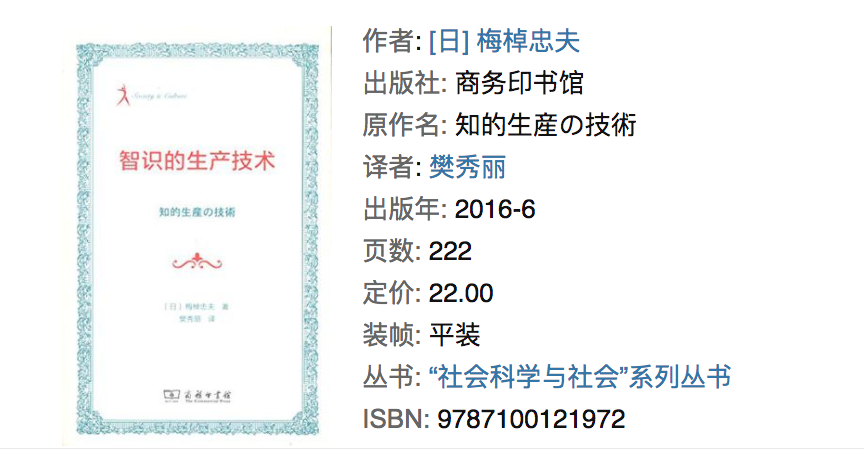 Society & Culture
智识的生产技术
知的生産の技術
［日］梅棹忠夫 著
樊秀丽 译
商務印書館
The Commercial Press
作者: [日] 梅棹忠夫
出版社: 商务印书馆
原作名: 知的生産の技術
译者: 樊秀丽
出版年: 2016-6
页数: 222
定价: 22.00
装帧: 平装
丛书: “社会科学与社会”系列丛书
ISBN: 9787100121972